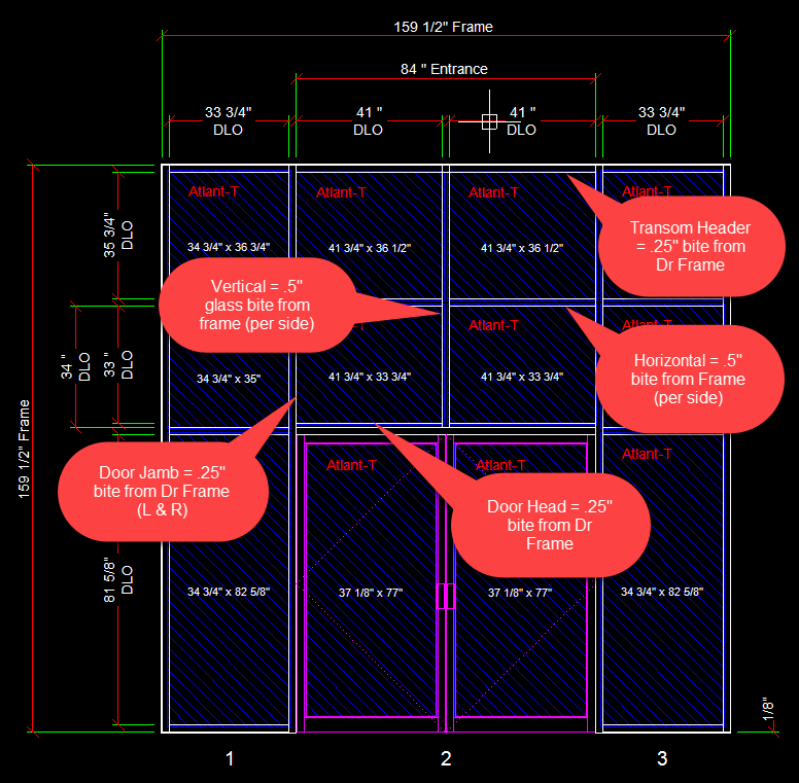 159 1/2" Frame
84 " Entrance
33 3/4"
DLO
41 "
DLO
41 "
DLO
33 3/4"
DLO
Atlant-T
Atlant-T
Atlant-T
Atlant-T
35 3/4"
DLO
34 3/4" x 36 3/4"
41 3/4" x 36 1/2"
41 3/4" x 36 1/2"
Transom Header
= .25" bite from
Dr Frame
Vertical = .5"
glass bite from
frame (per side)
Atlant-T
Atlant-T
34 "
DLO
33 "
DLO
34 3/4" x 35"
41 3/4" x 33 3/4"
41 3/4" x 33 3/4"
Horizontal = .5"
bite from Frame
(per side)
159 1/2" Frame
Atlant-T
Atlant-T
Atlant-T
Door Jamb = .25"
bite from Dr Frame
(L & R)
Door Head = .25"
bite from Dr
Frame
81 5/8"
DLO
34 3/4" x 82 5/8"
37 1/8" x 77"
37 1/8" x 77"
34 3/4" x 82 5/8"
1/8"
1
2
3